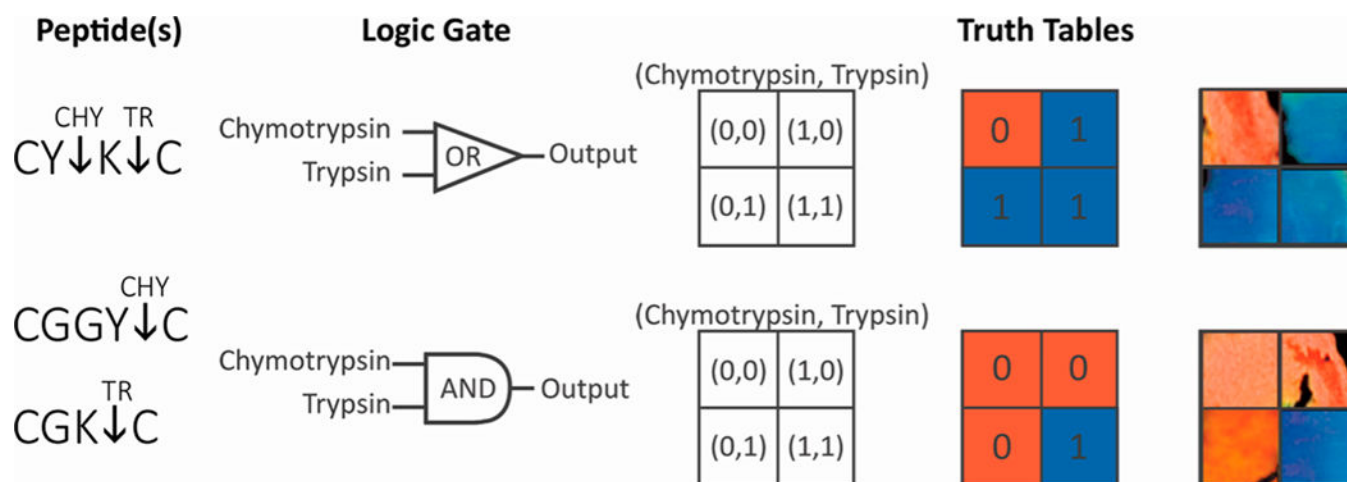 Peptide(s) Logic Gate Truth Tables
(Chymotrypsin, Trypsin)
CHY TR
CY↓K↓C
Chymotrypsin
Trypsin
OR
Output
(0,0) (1,0)
(0,1) (1,1)
0 1
1 1
CHY
CGGY↓C
TR
CGK↓C
Chymotrypsin
Trypsin
AND
Output
(Chymotrypsin, Trypsin)
(0,0) (1,0)
(0,1) (1,1)
0 0
0 1